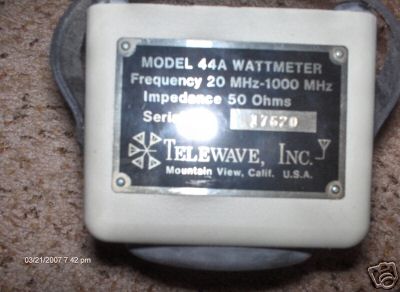 MODEL 44A WATTMETER
Frequency 20 MHz-1000 MHz
Impedance 50 Ohms
Serial 17620
TELEWAVE, INC.
Mountain View, Calif. U.S.A.
03/21/2007 7:42 pm